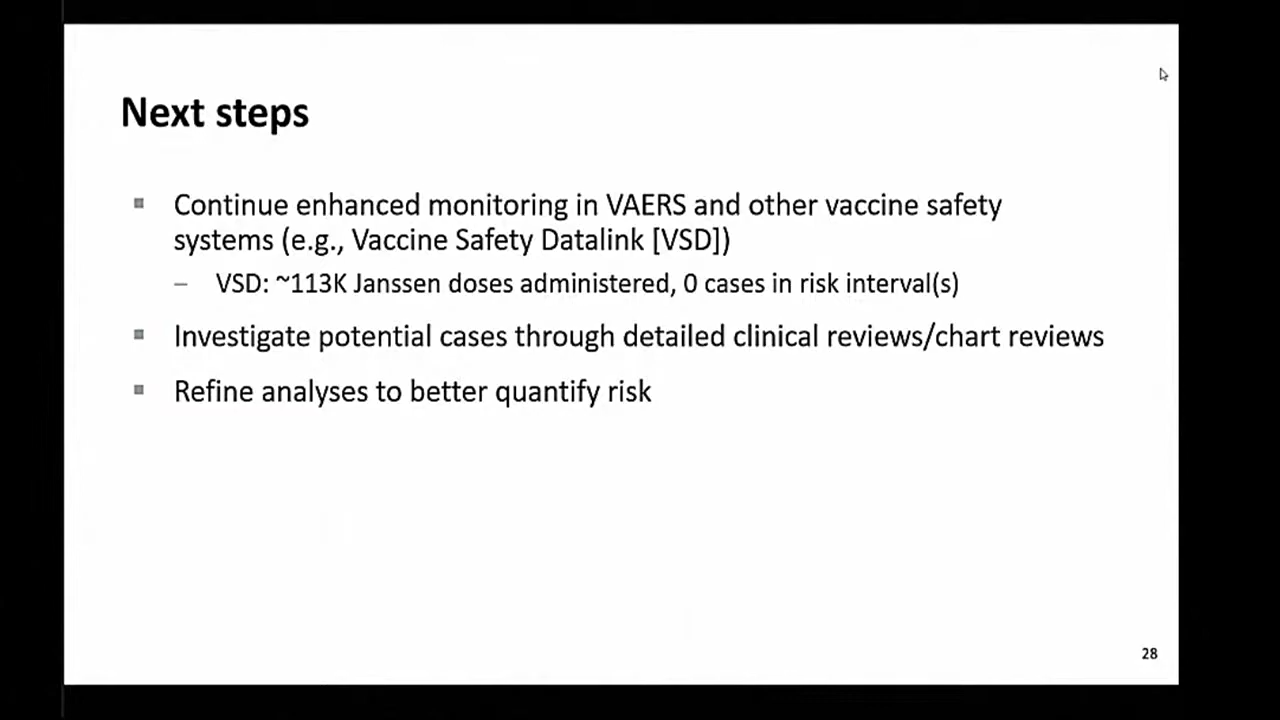 Next steps
Continue enhanced monitoring in VAERS and other vaccine safety
systems (e.g., Vaccine Safety Datalink [VSD])
– VSD: ~113K Janssen doses administered, 0 cases in risk interval(s)
Investigate potential cases through detailed clinical reviews/chart reviews
Refine analyses to better quantify risk
28